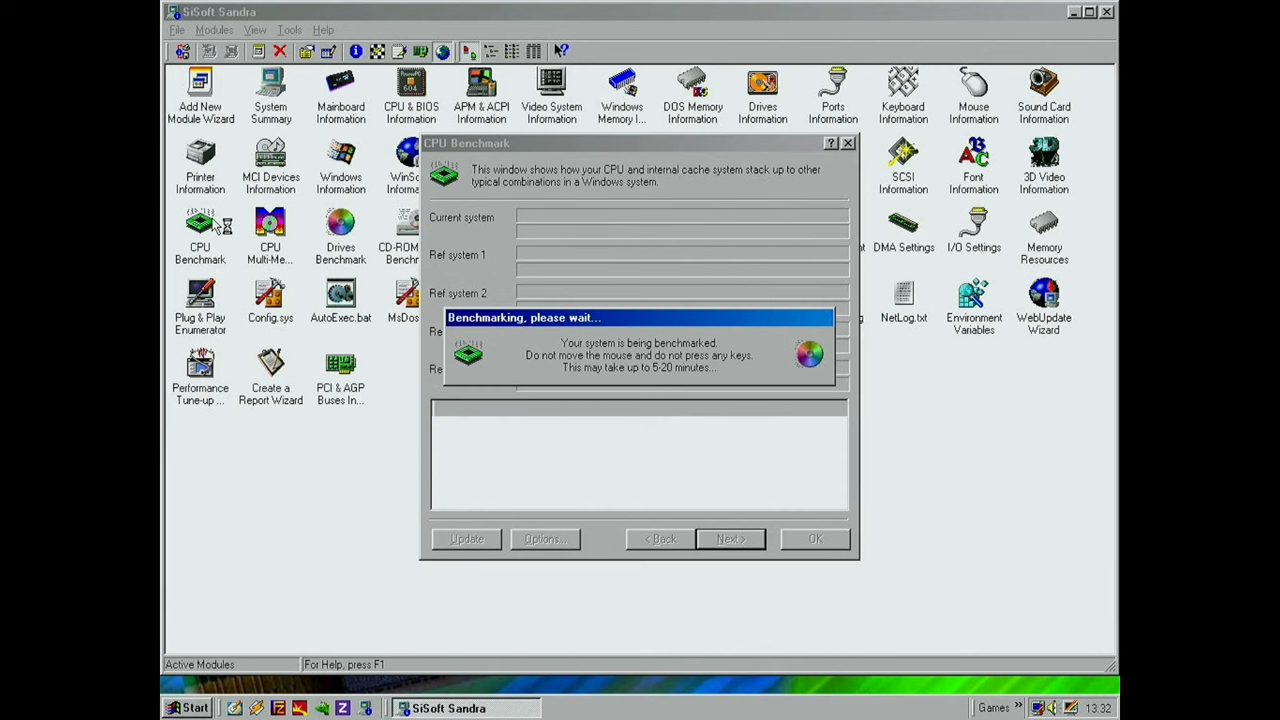 SiSoft Sandra
File Modules View Tools Help
Add New Module Wizard
System Summary
Mainboard Information
CPU & BIOS Information
APM & ACPI Information
Video System Information
Windows Memory I...
DOS Memory Information
Drives Information
Ports Information
Keyboard Information
Mouse Information
Sound Card Information
Printer Information
MCI Devices Information
Windows Information
WinSo
Informa
SCSI Information
Font Information
3D Video Information
CPU Benchmark
CPU Multi-Me...
Drives Benchmark
CD-ROM
Benchm
DMA Settings
I/O Settings
Memory Resources
Plug & Play Enumerator
Config.sys
AutoExec.bat
MsDos
NetLog.txt
Environment Variables
WebUpdate Wizard
Performance Tune-up ...
Create a Report Wizard
PCI & AGP Buses In...
CPU Benchmark
This window shows how your CPU and internal cache system stack up to other
typical combinations in a Windows system.
Current system
Ref system 1
Ref system 2
Re
Re
Benchmarking, please wait...
Your system is being benchmarked.
Do not move the mouse and do not press any keys.
This may take up to 5-20 minutes...
Update Options... < Back Next > OK
Active Modules For Help, press F1
Start SiSoft Sandra Games » 13:32